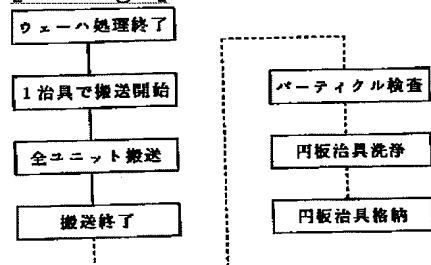 ウェーハ処理終了
1治具で搬送開始
全ユニット搬送
搬送終了
パーティクル検査
円板治具洗浄
円板治具格納